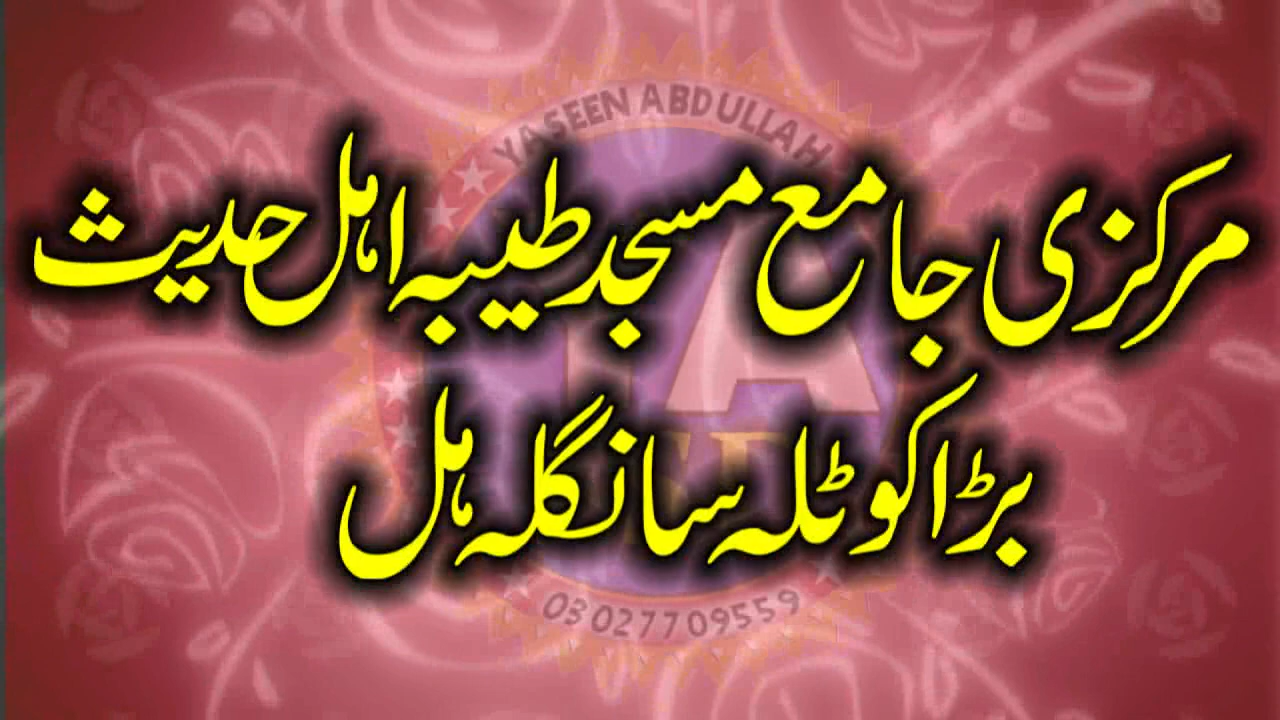 YASEEN ABDULLAH
مرکزی جامع مسجد طیبہ اہل حدیث
بڑا کوٹلہ سانگلہ ہل
03027709559